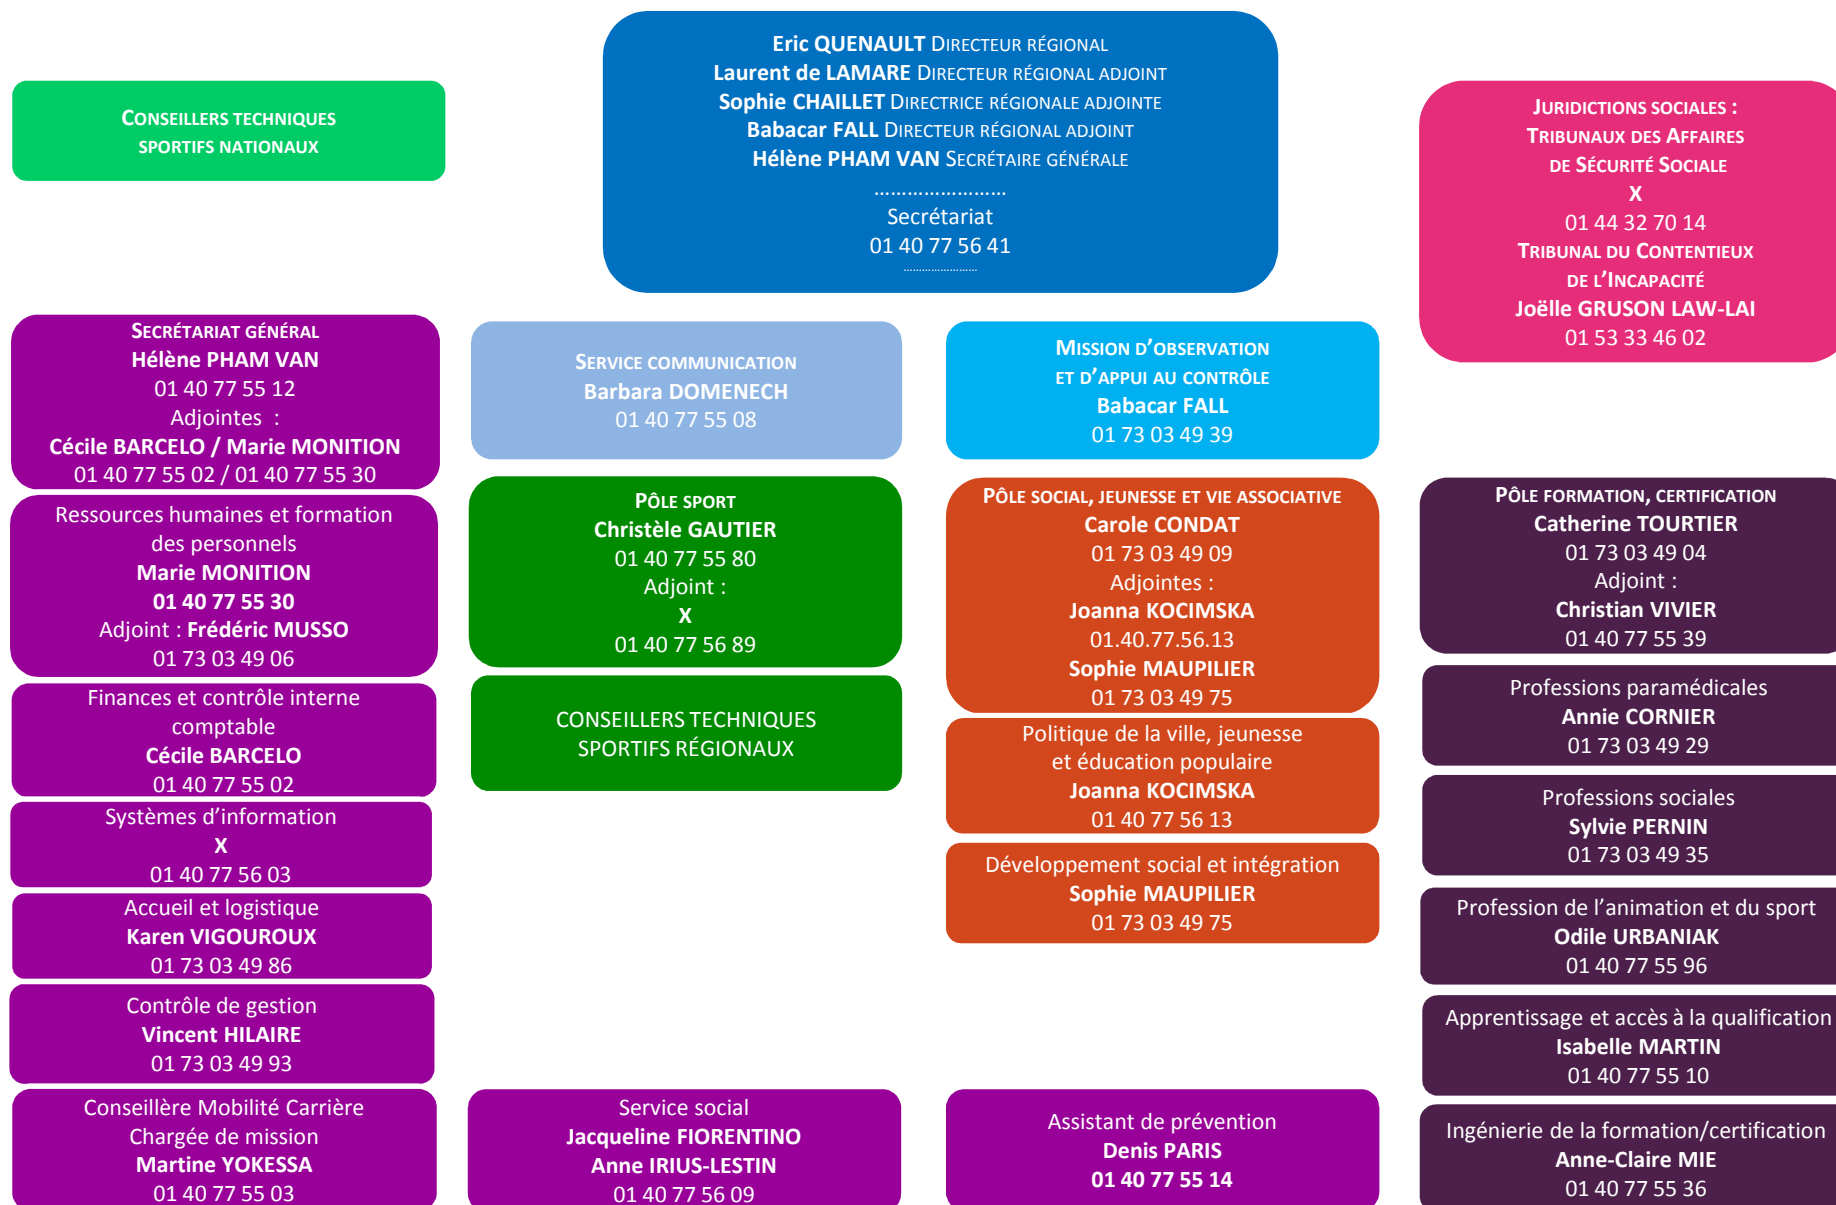 Eric QUENAULT DIRECTEUR RÉGIONAL
Laurent de LAMARE DIRECTEUR RÉGIONAL ADJOINT
Sophie CHAILLET DIRECTRICE RÉGIONALE ADJOINTE
Babacar FALL DIRECTEUR RÉGIONAL ADJOINT
Hélène PHAM VAN SECRÉTAIRE GÉNÉRALE
........................
Secrétariat
01 40 77 56 41
........................
CONSEILLERS TECHNIQUES
SPORTIFS NATIONAUX
JURIDICTIONS SOCIALES :
TRIBUNAUX DES AFFAIRES
DE SÉCURITÉ SOCIALE
X
01 44 32 70 14
TRIBUNAL DU CONTENTIEUX
DE L'INCAPACITÉ
Joëlle GRUSON LAW-LAI
01 53 33 46 02
SECRÉTARIAT GÉNÉRAL
Hélène PHAM VAN
01 40 77 55 12
Adjointes :
Cécile BARCELO / Marie MONITION
01 40 77 55 02 / 01 40 77 55 30
Ressources humaines et formation
des personnels
Marie MONITION
01 40 77 55 30
Adjoint : Frédéric MUSSO
01 73 03 49 06
Finances et contrôle interne
comptable
Cécile BARCELO
01 40 77 55 02
Systèmes d'information
X
01 40 77 56 03
Accueil et logistique
Karen VIGOUROUX
01 73 03 49 86
Contrôle de gestion
Vincent HILAIRE
01 73 03 49 93
Conseillère Mobilité Carrière
Chargée de mission
Martine YOKESSA
01 40 77 55 03
SERVICE COMMUNICATION
Barbara DOMENECH
01 40 77 55 08
PÔLE SPORT
Christèle GAUTIER
01 40 77 55 80
Adjoint :
X
01 40 77 56 89
CONSEILLERS TECHNIQUES
SPORTIFS RÉGIONAUX
Service social
Jacqueline FIORENTINO
Anne IRIUS-LESTIN
01 40 77 56 09
MISSION D'OBSERVATION
ET D'APPUI AU CONTRÔLE
Babacar FALL
01 73 03 49 39
PÔLE SOCIAL, JEUNESSE ET VIE ASSOCIATIVE
Carole CONDAT
01 73 03 49 09
Adjointes :
Joanna KOCIMSKA
01.40.77.56.13
Sophie MAUPILIER
01 73 03 49 75
Politique de la ville, jeunesse
et éducation populaire
Joanna KOCIMSKA
01 40 77 56 13
Développement social et intégration
Sophie MAUPILIER
01 73 03 49 75
Assistant de prévention
Denis PARIS
01 40 77 55 14
PÔLE FORMATION, CERTIFICATION
Catherine TOURTIER
01 73 03 49 04
Adjoint :
Christian VIVIER
01 40 77 55 39
Professions paramédicales
Annie CORNIER
01 73 03 49 29
Professions sociales
Sylvie PERNIN
01 73 03 49 35
Profession de l'animation et du sport
Odile URBANIAK
01 40 77 55 96
Apprentissage et accès à la qualification
Isabelle MARTIN
01 40 77 55 10
Ingénierie de la formation/certification
Anne-Claire MIE
01 40 77 55 36